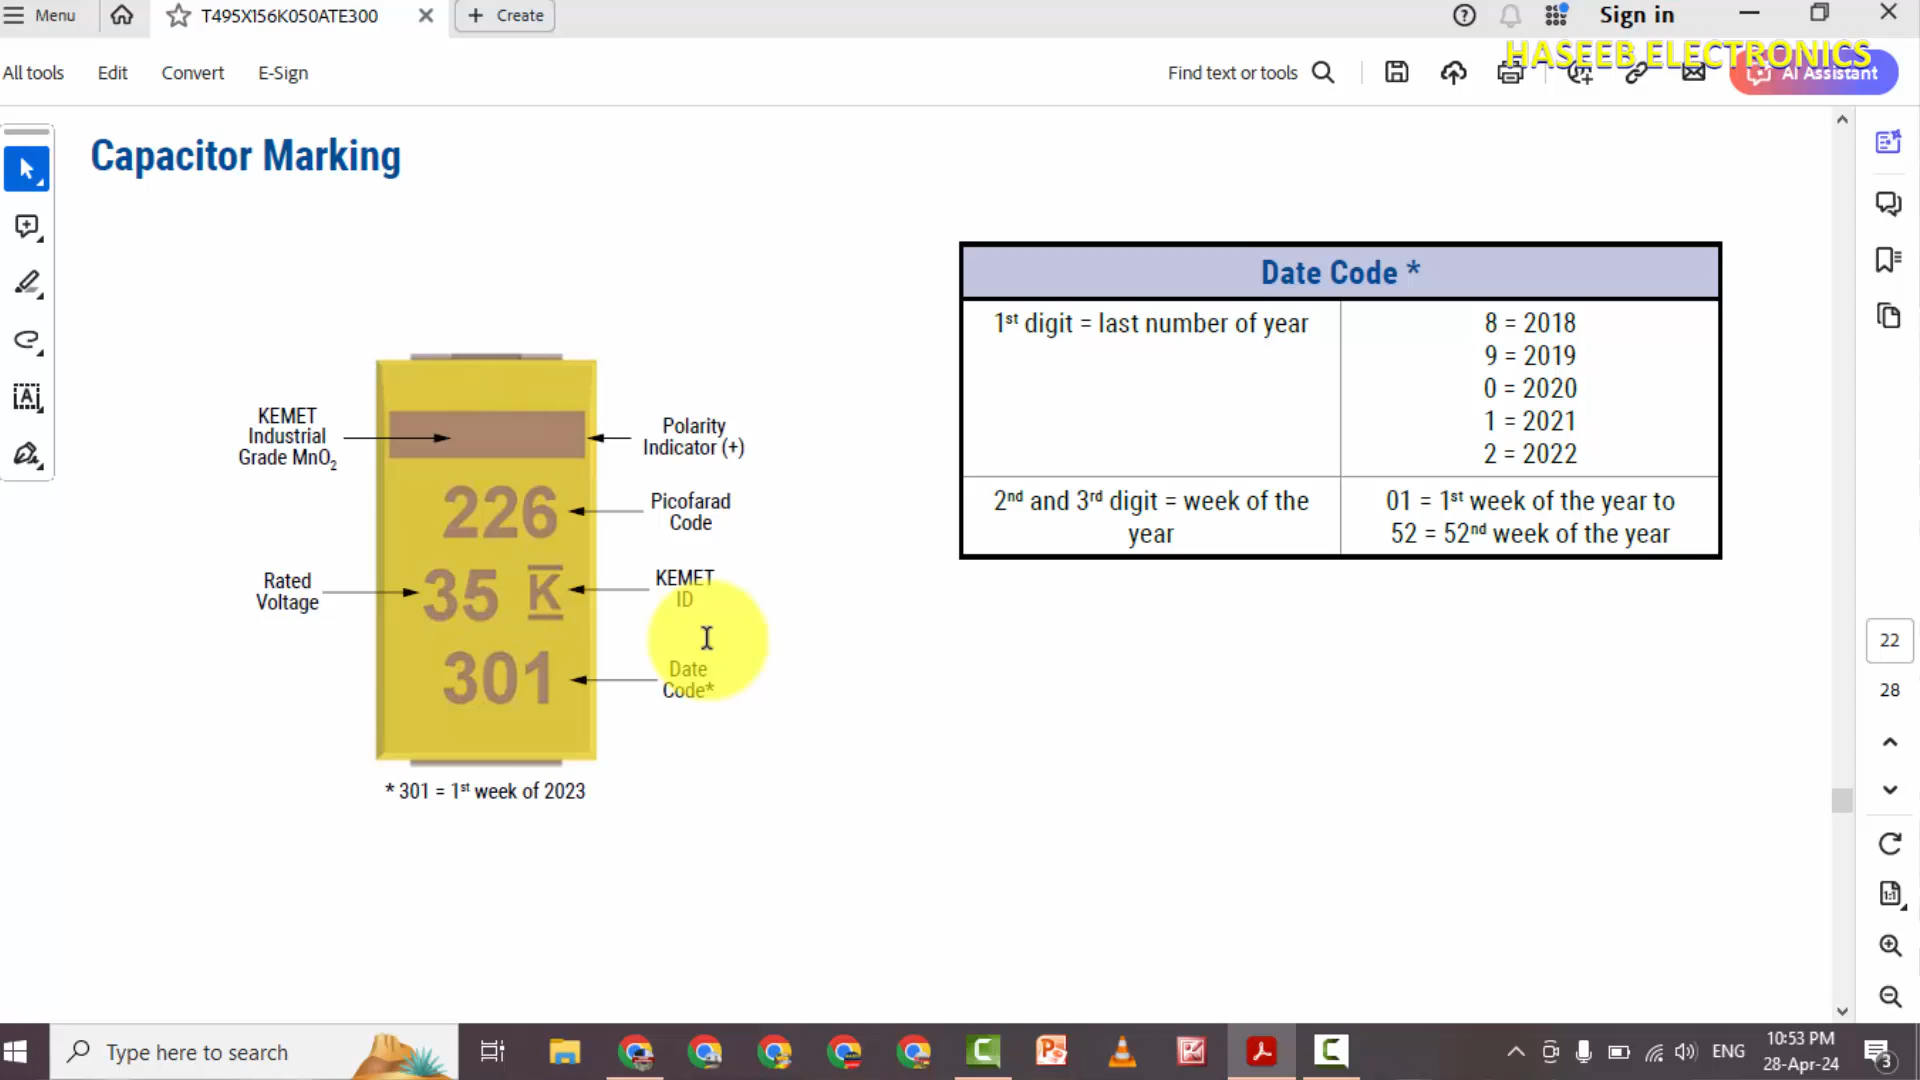 Menu
T495X156K050ATE300
Create
Sign in
HASEEB ELECTRONICS
All tools
Edit
Convert
E-Sign
Find text or tools
AI Assistant
Capacitor Marking
KEMET
Industrial
Grade MnO2
Polarity
Indicator (+)
226
Picofarad
Code
Rated
Voltage
35 K
KEMET
ID
301
Date
Code*
* 301 = 1st week of 2023
Date Code *
1st digit = last number of year
8 = 2018
9 = 2019
0 = 2020
1 = 2021
2 = 2022
2nd and 3rd digit = week of the
year
01 = 1st week of the year to
52 = 52nd week of the year
22
28
1:1
Type here to search
ENG
10:53 PM
28-Apr-24
3